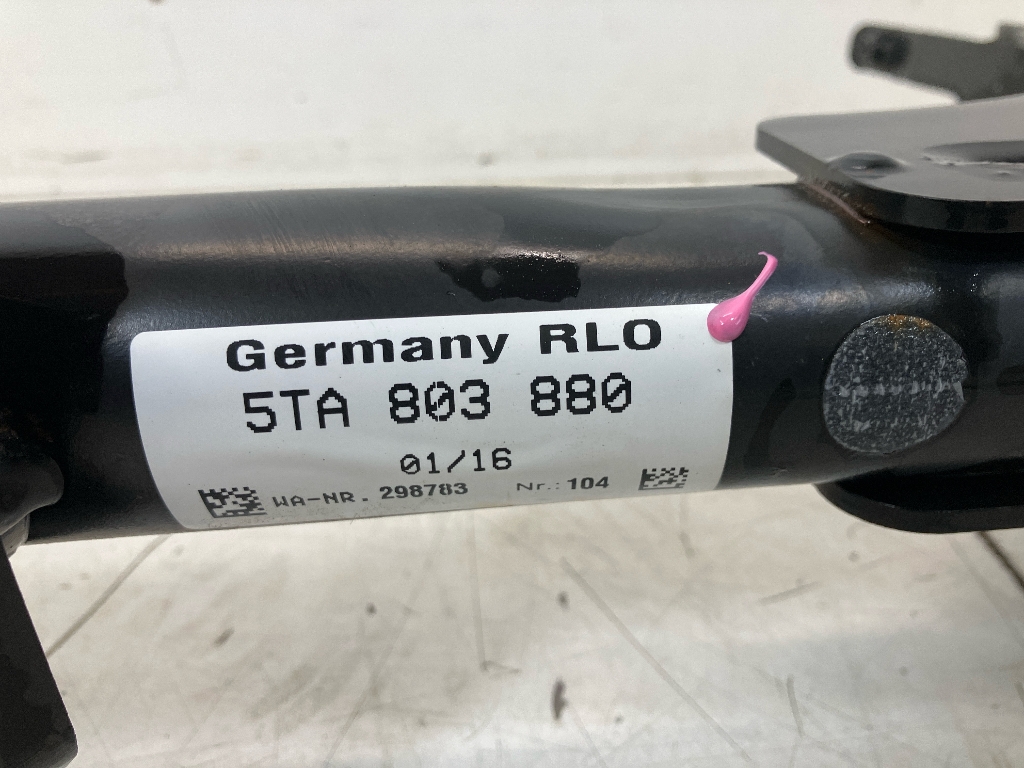 Germany RLO
5TA 803 880
01/16
WA-NR. 298783 Nr.: 104